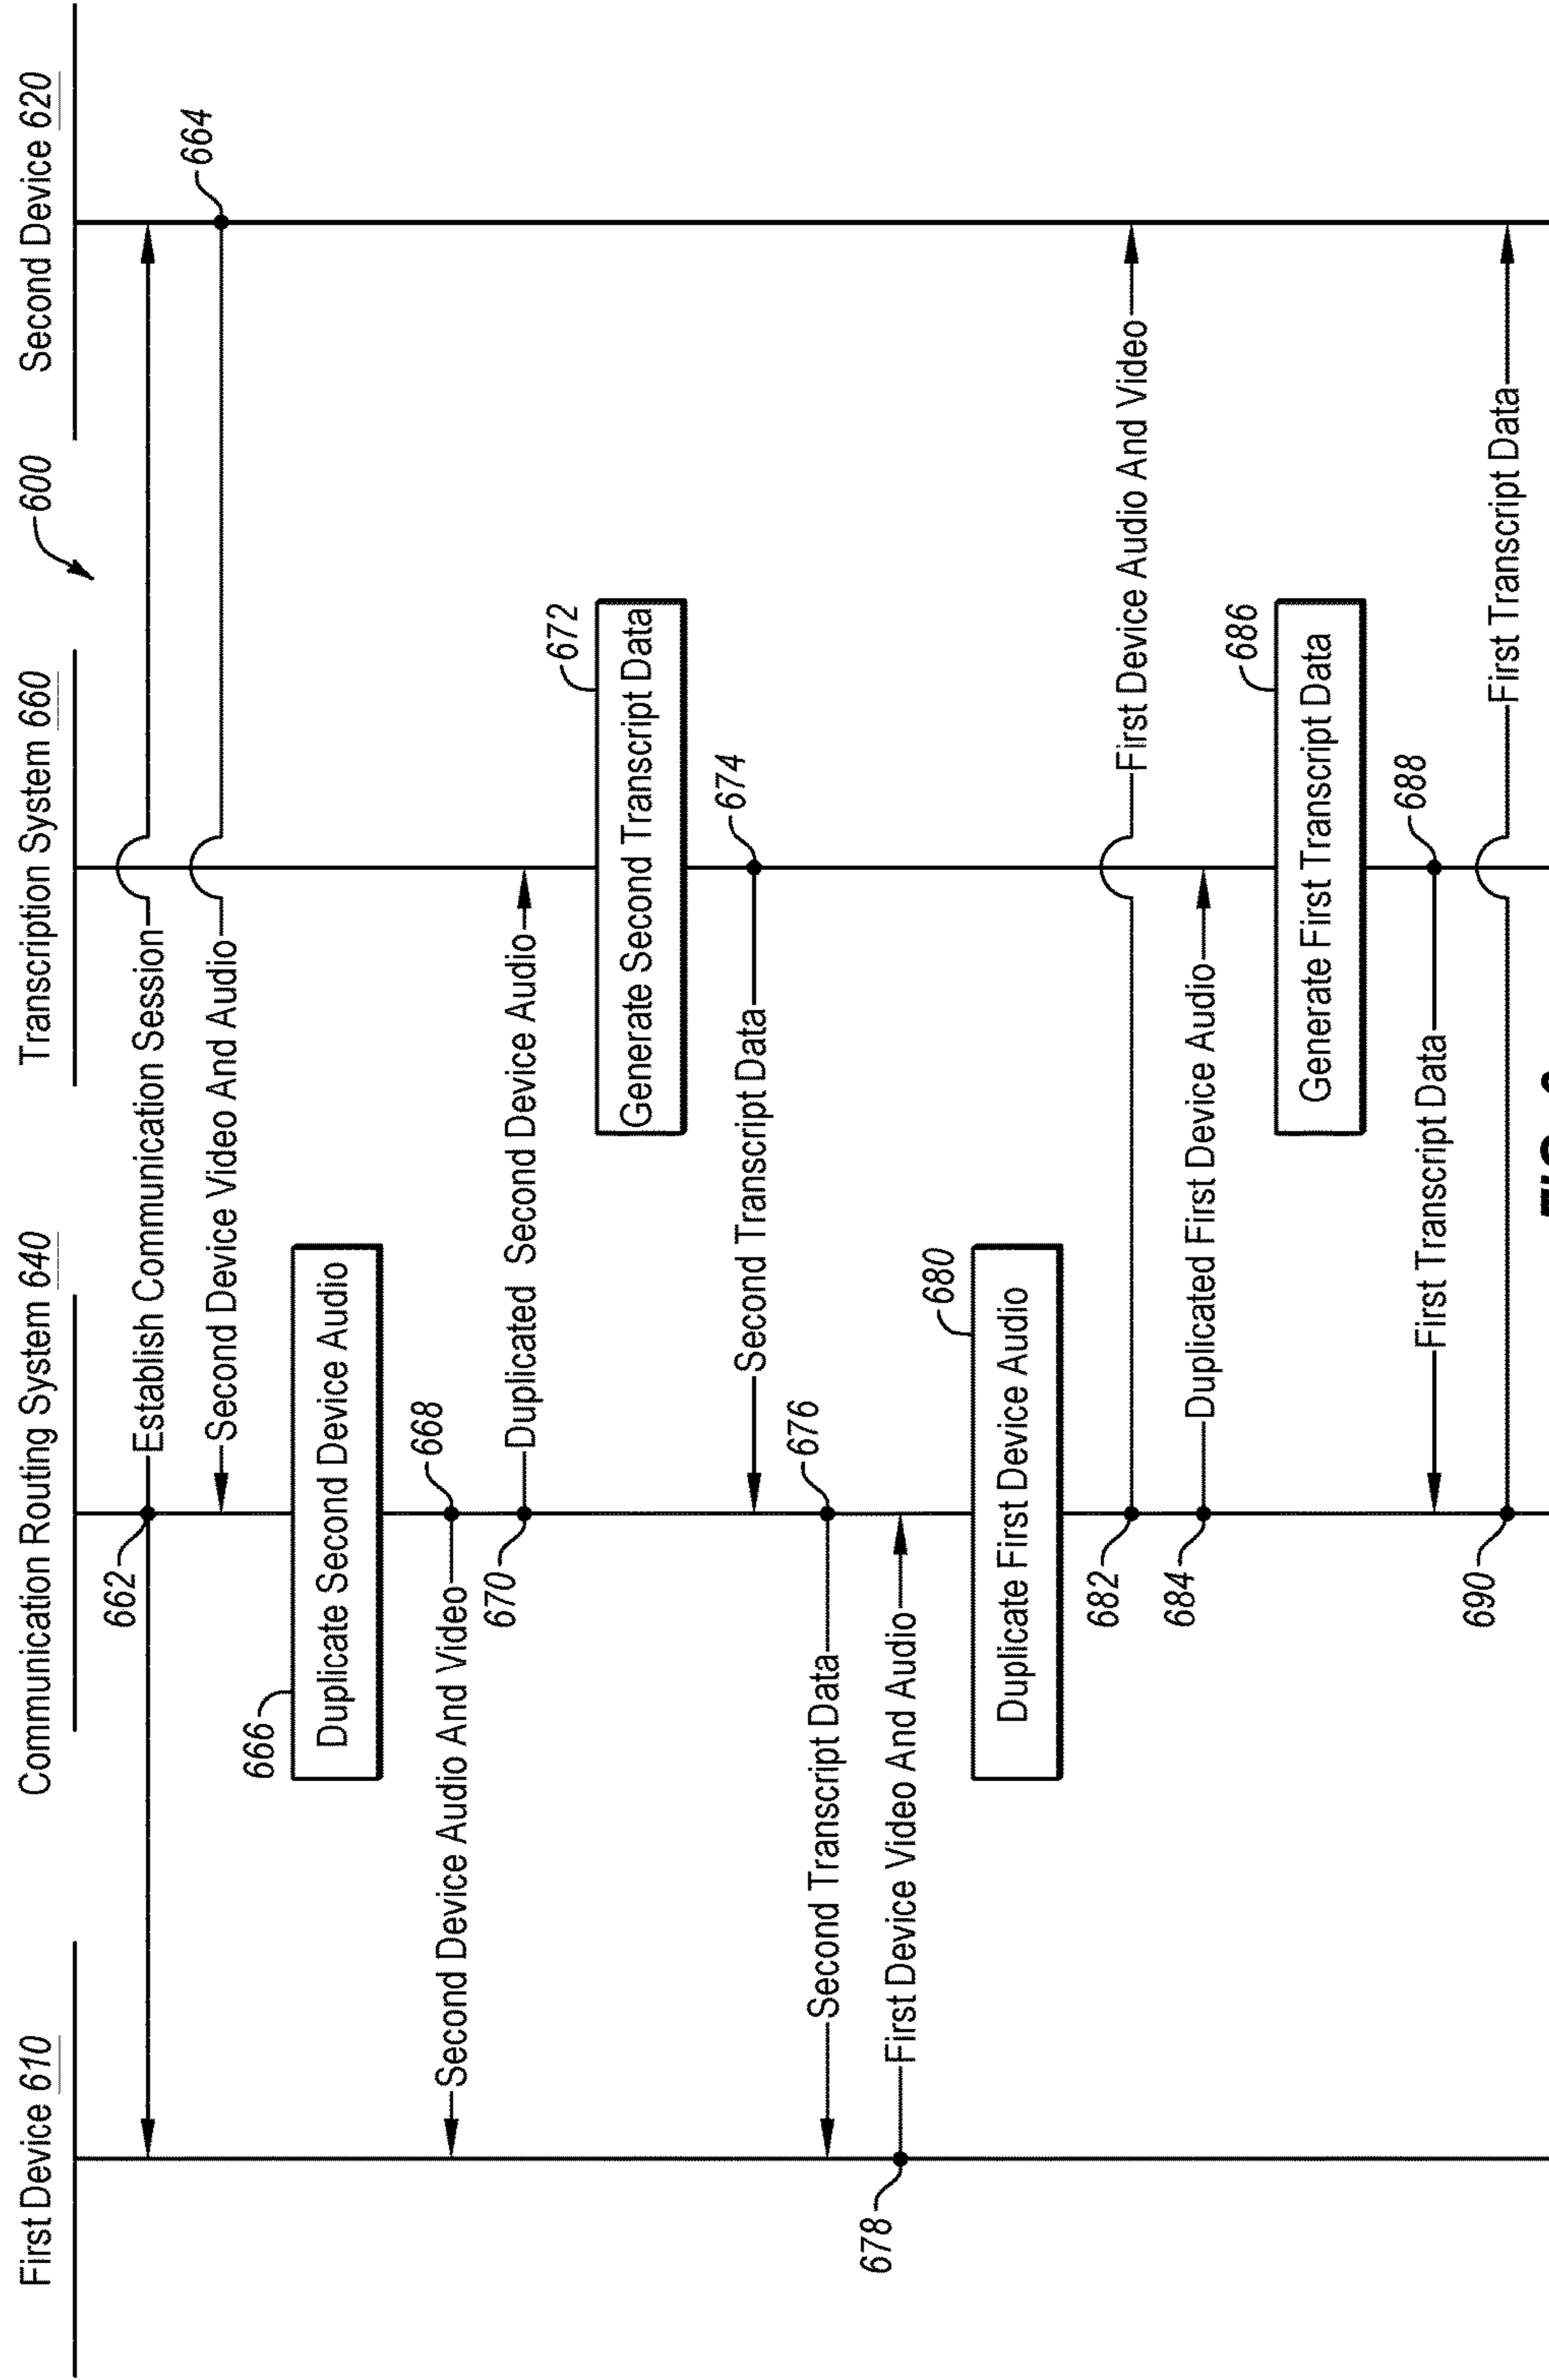 600
First Device 610
Communication Routing System 640
Transcription System 660
Second Device 620
662
Establish Communication Session
664
Second Device Video And Audio
666
Duplicate Second Device Audio
668
Second Device Audio And Video
670
Duplicated Second Device Audio
672
Generate Second Transcript Data
674
Second Transcript Data
676
Second Transcript Data
678
First Device Video And Audio
680
Duplicate First Device Audio
682
First Device Audio And Video
684
Duplicated First Device Audio
686
Generate First Transcript Data
688
First Transcript Data
690
First Transcript Data